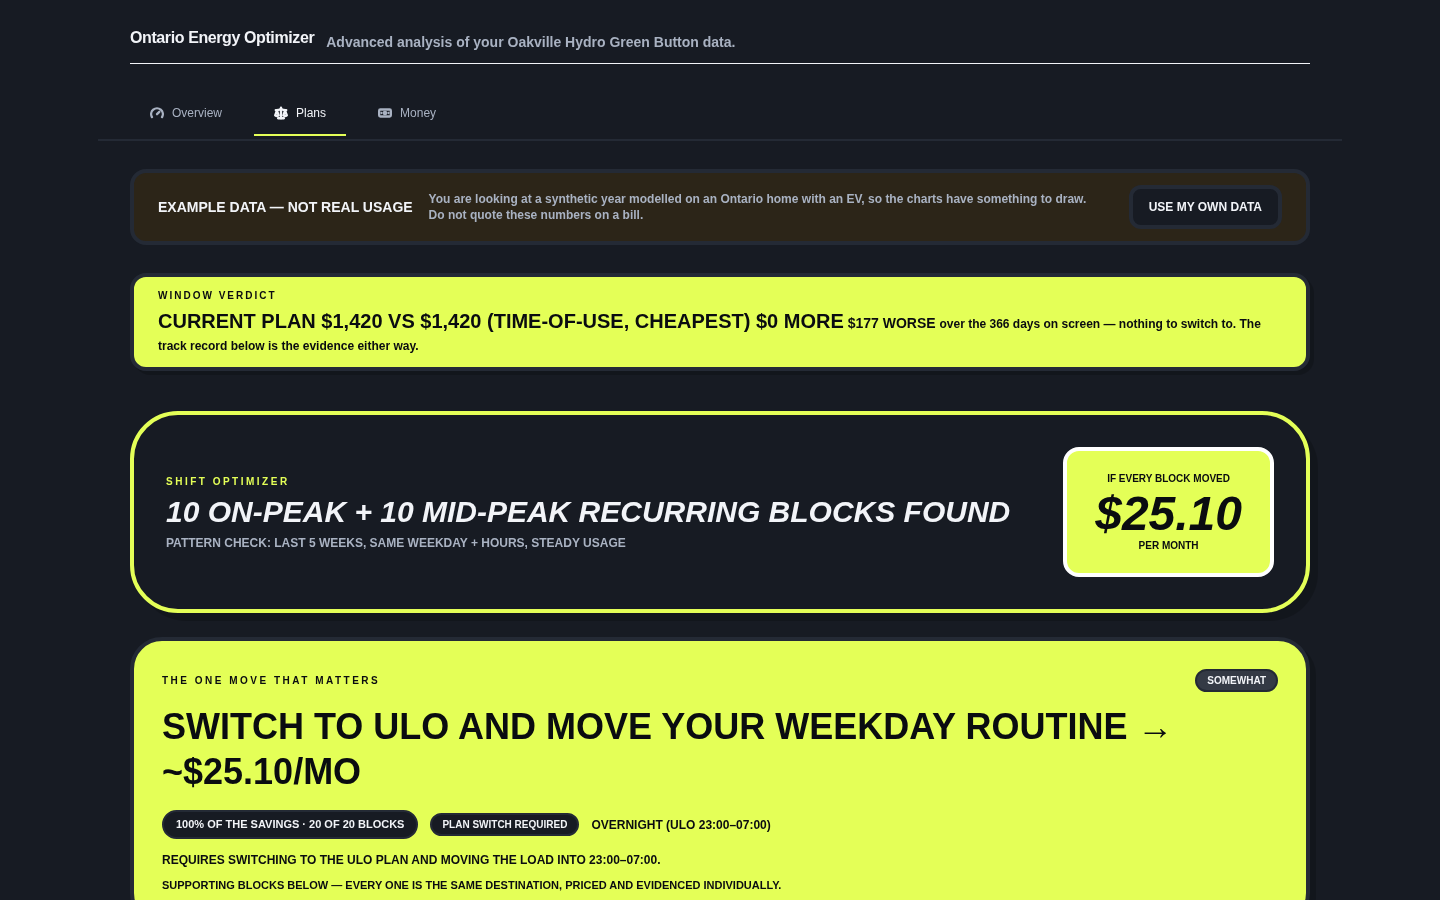 Ontario Energy Optimizer Advanced analysis of your Oakville Hydro Green Button data.
Overview Plans Money
EXAMPLE DATA — NOT REAL USAGE
You are looking at a synthetic year modelled on an Ontario home with an EV, so the charts have something to draw.
Do not quote these numbers on a bill.
USE MY OWN DATA
WINDOW VERDICT
CURRENT PLAN $1,420 VS $1,420 (TIME-OF-USE, CHEAPEST) $0 MORE $177 WORSE over the 366 days on screen — nothing to switch to. The
track record below is the evidence either way.
SHIFT OPTIMIZER
10 ON-PEAK + 10 MID-PEAK RECURRING BLOCKS FOUND
PATTERN CHECK: LAST 5 WEEKS, SAME WEEKDAY + HOURS, STEADY USAGE
IF EVERY BLOCK MOVED
$25.10
PER MONTH
THE ONE MOVE THAT MATTERS
SOMEWHAT
SWITCH TO ULO AND MOVE YOUR WEEKDAY ROUTINE →
~$25.10/MO
100% OF THE SAVINGS · 20 OF 20 BLOCKS PLAN SWITCH REQUIRED OVERNIGHT (ULO 23:00–07:00)
REQUIRES SWITCHING TO THE ULO PLAN AND MOVING THE LOAD INTO 23:00–07:00.
SUPPORTING BLOCKS BELOW — EVERY ONE IS THE SAME DESTINATION, PRICED AND EVIDENCED INDIVIDUALLY.